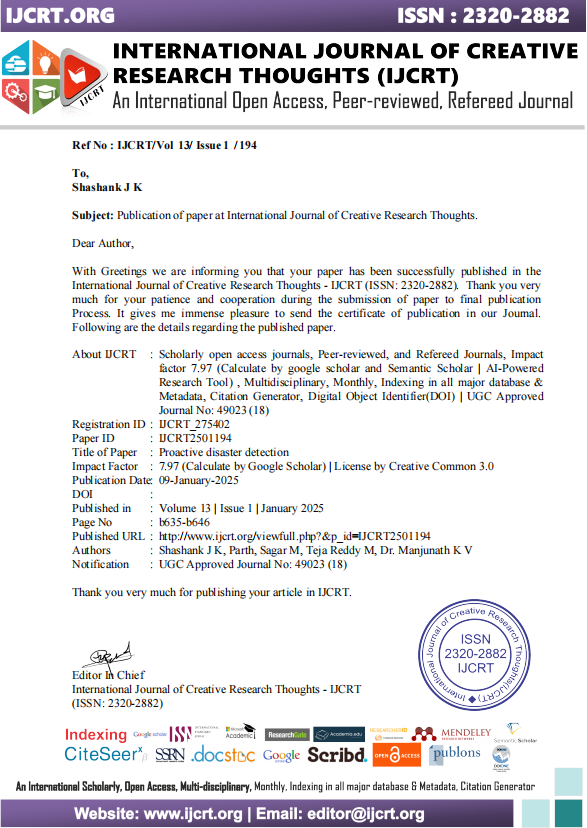 IJCRT.ORG ISSN : 2320-2882
INTERNATIONAL JOURNAL OF CREATIVE
RESEARCH THOUGHTS (IJCRT)
An International Open Access, Peer-reviewed, Refereed Journal
IJCRT
Ref No : IJCRT/Vol 13/ Issue 1 / 194
To,
Shashank J K
Subject: Publication of paper at International Journal of Creative Research Thoughts.
Dear Author,
With Greetings we are informing you that your paper has been successfully published in the
International Journal of Creative Research Thoughts - IJCRT (ISSN: 2320-2882). Thank you very
much for your patience and cooperation during the submission of paper to final publication
Process. It gives me immense pleasure to send the certificate of publication in our Journal.
Following are the details regarding the published paper.
About IJCRT : Scholarly open access journals, Peer-reviewed, and Refereed Journals, Impact
factor 7.97 (Calculate by google scholar and Semantic Scholar | AI-Powered
Research Tool) , Multidisciplinary, Monthly, Indexing in all major database &
Metadata, Citation Generator, Digital Object Identifier(DOI) | UGC Approved
Journal No: 49023 (18)
Registration ID : IJCRT_275402
Paper ID : IJCRT2501194
Title of Paper : Proactive disaster detection
Impact Factor : 7.97 (Calculate by Google Scholar) | License by Creative Common 3.0
Publication Date: 09-January-2025
DOI :
Published in : Volume 13 | Issue 1 | January 2025
Page No : b635-b646
Published URL : http://www.ijcrt.org/viewfull.php?&p_id=IJCRT2501194
Authors : Shashank J K, Parth, Sagar M, Teja Reddy M, Dr. Manjunath K V
Notification : UGC Approved Journal No: 49023 (18)
Thank you very much for publishing your article in IJCRT.
International Journal of Creative Research Thoughts(IJCRT)
ISSN
2320-2882
IJCRT
Editor In Chief
International Journal of Creative Research Thoughts - IJCRT
(ISSN: 2320-2882)
Indexing Google scholar ISSN Microsoft Academic ResearchGate Academia.edu RESEARCHERID MENDELEY Semantic Scholar
CiteSeerX β SSRN .docstoc Google Scribd. OPEN ACCESS publons
An International Scholarly, Open Access, Multi-disciplinary, Monthly, Indexing in all major database & Metadata, Citation Generator
Website: www.ijcrt.org | Email: editor@ijcrt.org